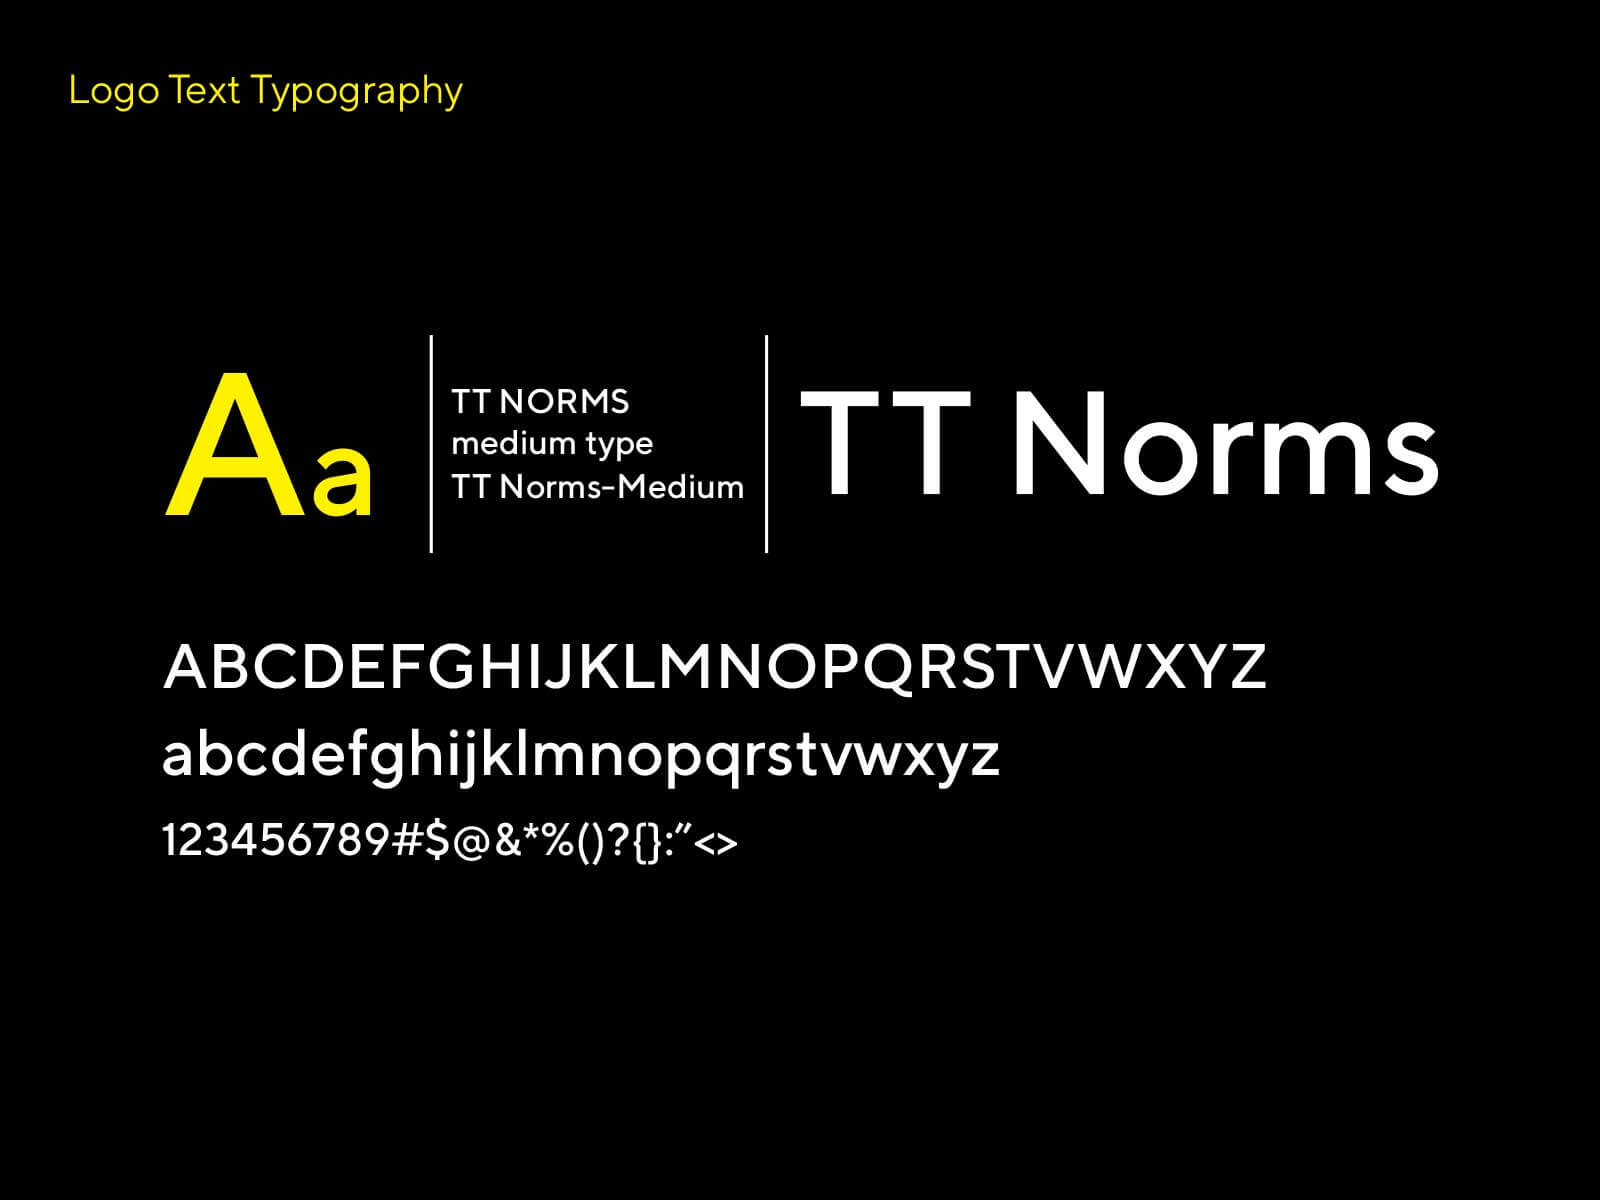 Logo Text Typography
Aa
TT NORMS
medium type
TT Norms-Medium
TT Norms
ABCDEFGHIJKLMNOPQRSTVWXYZ
abcdefghijklmnopqrstvwxyz
123456789#$@&*%()?{}:”<>